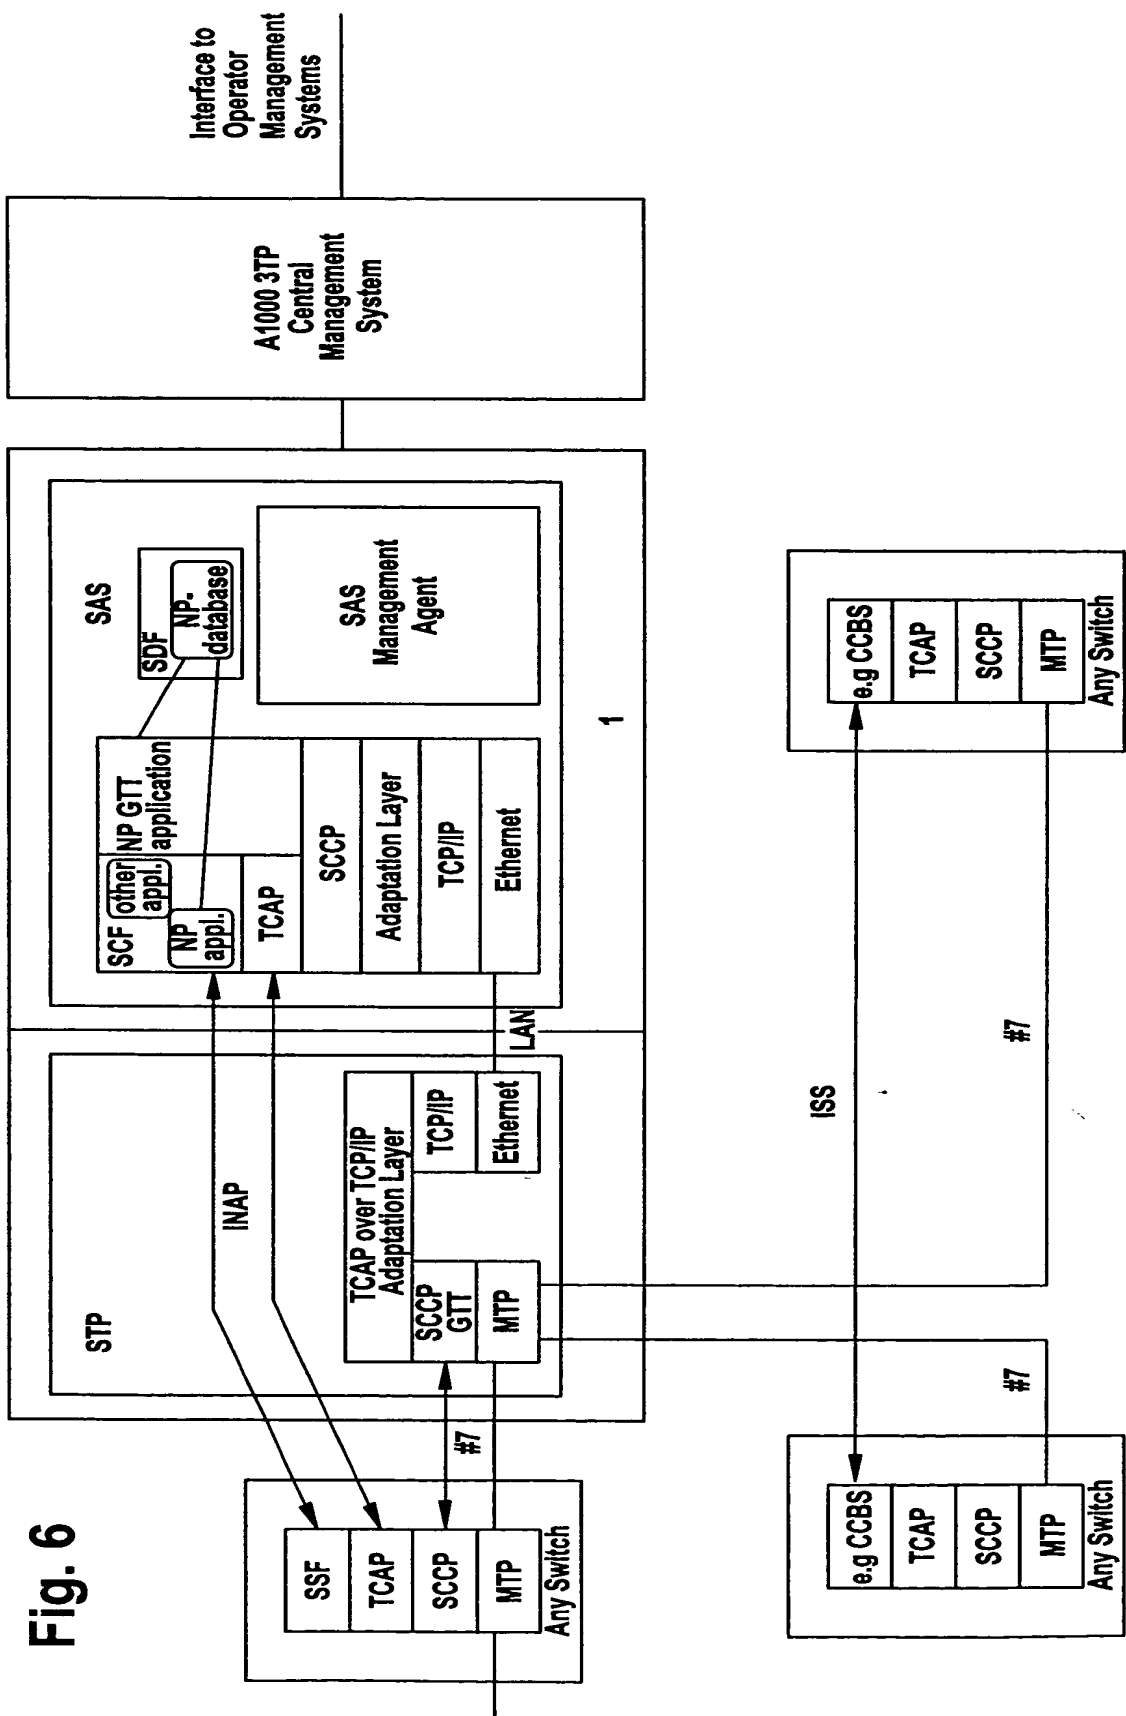 Fig. 6
SSF
TCAP
SCCP
MTP
Any Switch
#7
INAP
STP
TCAP over TCP/IP
Adaptation Layer
SCCP
GTT
MTP
TCP/IP
Ethernet
LAN
SAS
SCF
other
appl.
NP
appl.
NP GTT
application
TCAP
SCCP
Adaptation Layer
TCP/IP
Ethernet
SDF
NP-
database
SAS
Management
Agent
1
A1000 3TP
Central
Management
System
Interface to
Operator
Management
Systems
e.g CCBS
TCAP
SCCP
MTP
Any Switch
#7
ISS
#7
e.g CCBS
TCAP
SCCP
MTP
Any Switch